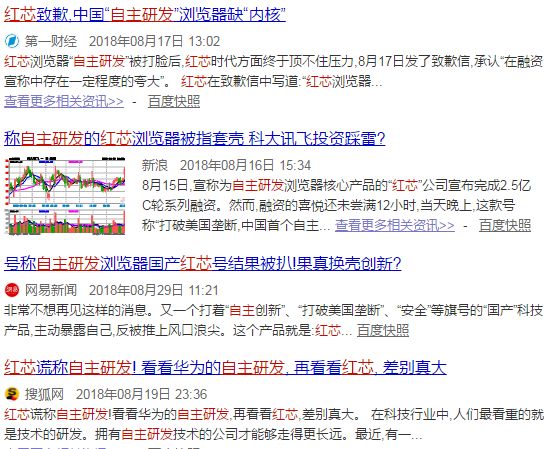 红芯致歉,中国“自主研发”浏览器缺“内核”
第一财经 2018年08月17日 13:02
红芯浏览器“自主研发”被打脸后,红芯时代方面终于顶不住压力,8月17日发了致歉信,承认“在融资
宣称中存在一定程度的夸大”。 红芯在致歉信中写道:“红芯浏览器...
查看更多相关资讯>> - 百度快照
称自主研发的红芯浏览器被指套壳 科大讯飞投资踩雷?
新浪 2018年08月16日 15:34
8月15日,宣称为自主研发浏览器核心产品的“红芯”公司宣布完成2.5亿
C轮系列融资。然而,融资的喜悦还未尝满12小时,当天晚上,这款号
称“打破美国垄断,中国首个自主... 查看更多相关资讯>> - 百度快照
号称自主研发浏览器国产红芯号结果被扒!果真换壳创新?
网易新闻 2018年08月29日 11:21
非常不想再见这样的消息。又一个打着“自主创新”、“打破美国垄断”、“安全”等旗号的“国产”科技
产品,主动暴露自己,反被推上风口浪尖。这个产品就是:红芯... 百度快照
红芯谎称自主研发! 看看华为的自主研发, 再看看红芯, 差别真大
搜狐网 2018年08月19日 23:36
红芯谎称自主研发!看看华为的自主研发,再看看红芯,差别真大。 在科技行业中,人们最看重的就
是技术的研发。拥有自主研发技术的公司才能够走得更长远。最近,有一...